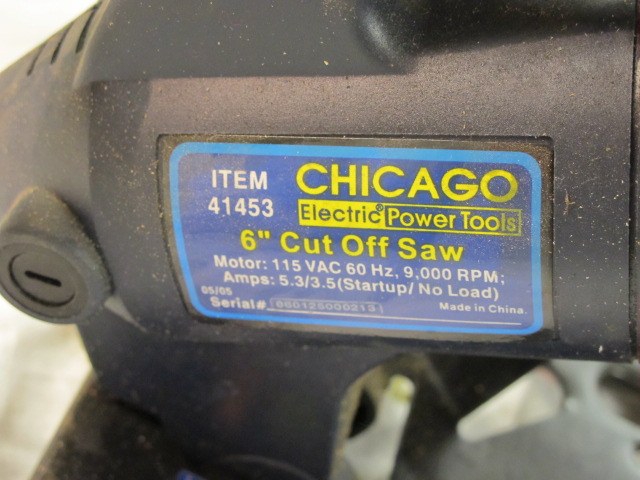 ITEM
41453
CHICAGO
Electric® Power Tools
6" Cut Off Saw
Motor: 115 VAC 60 Hz, 9,000 RPM;
Amps: 5.3/3.5(Startup/ No Load)
05/05
Serial#
Made in China.